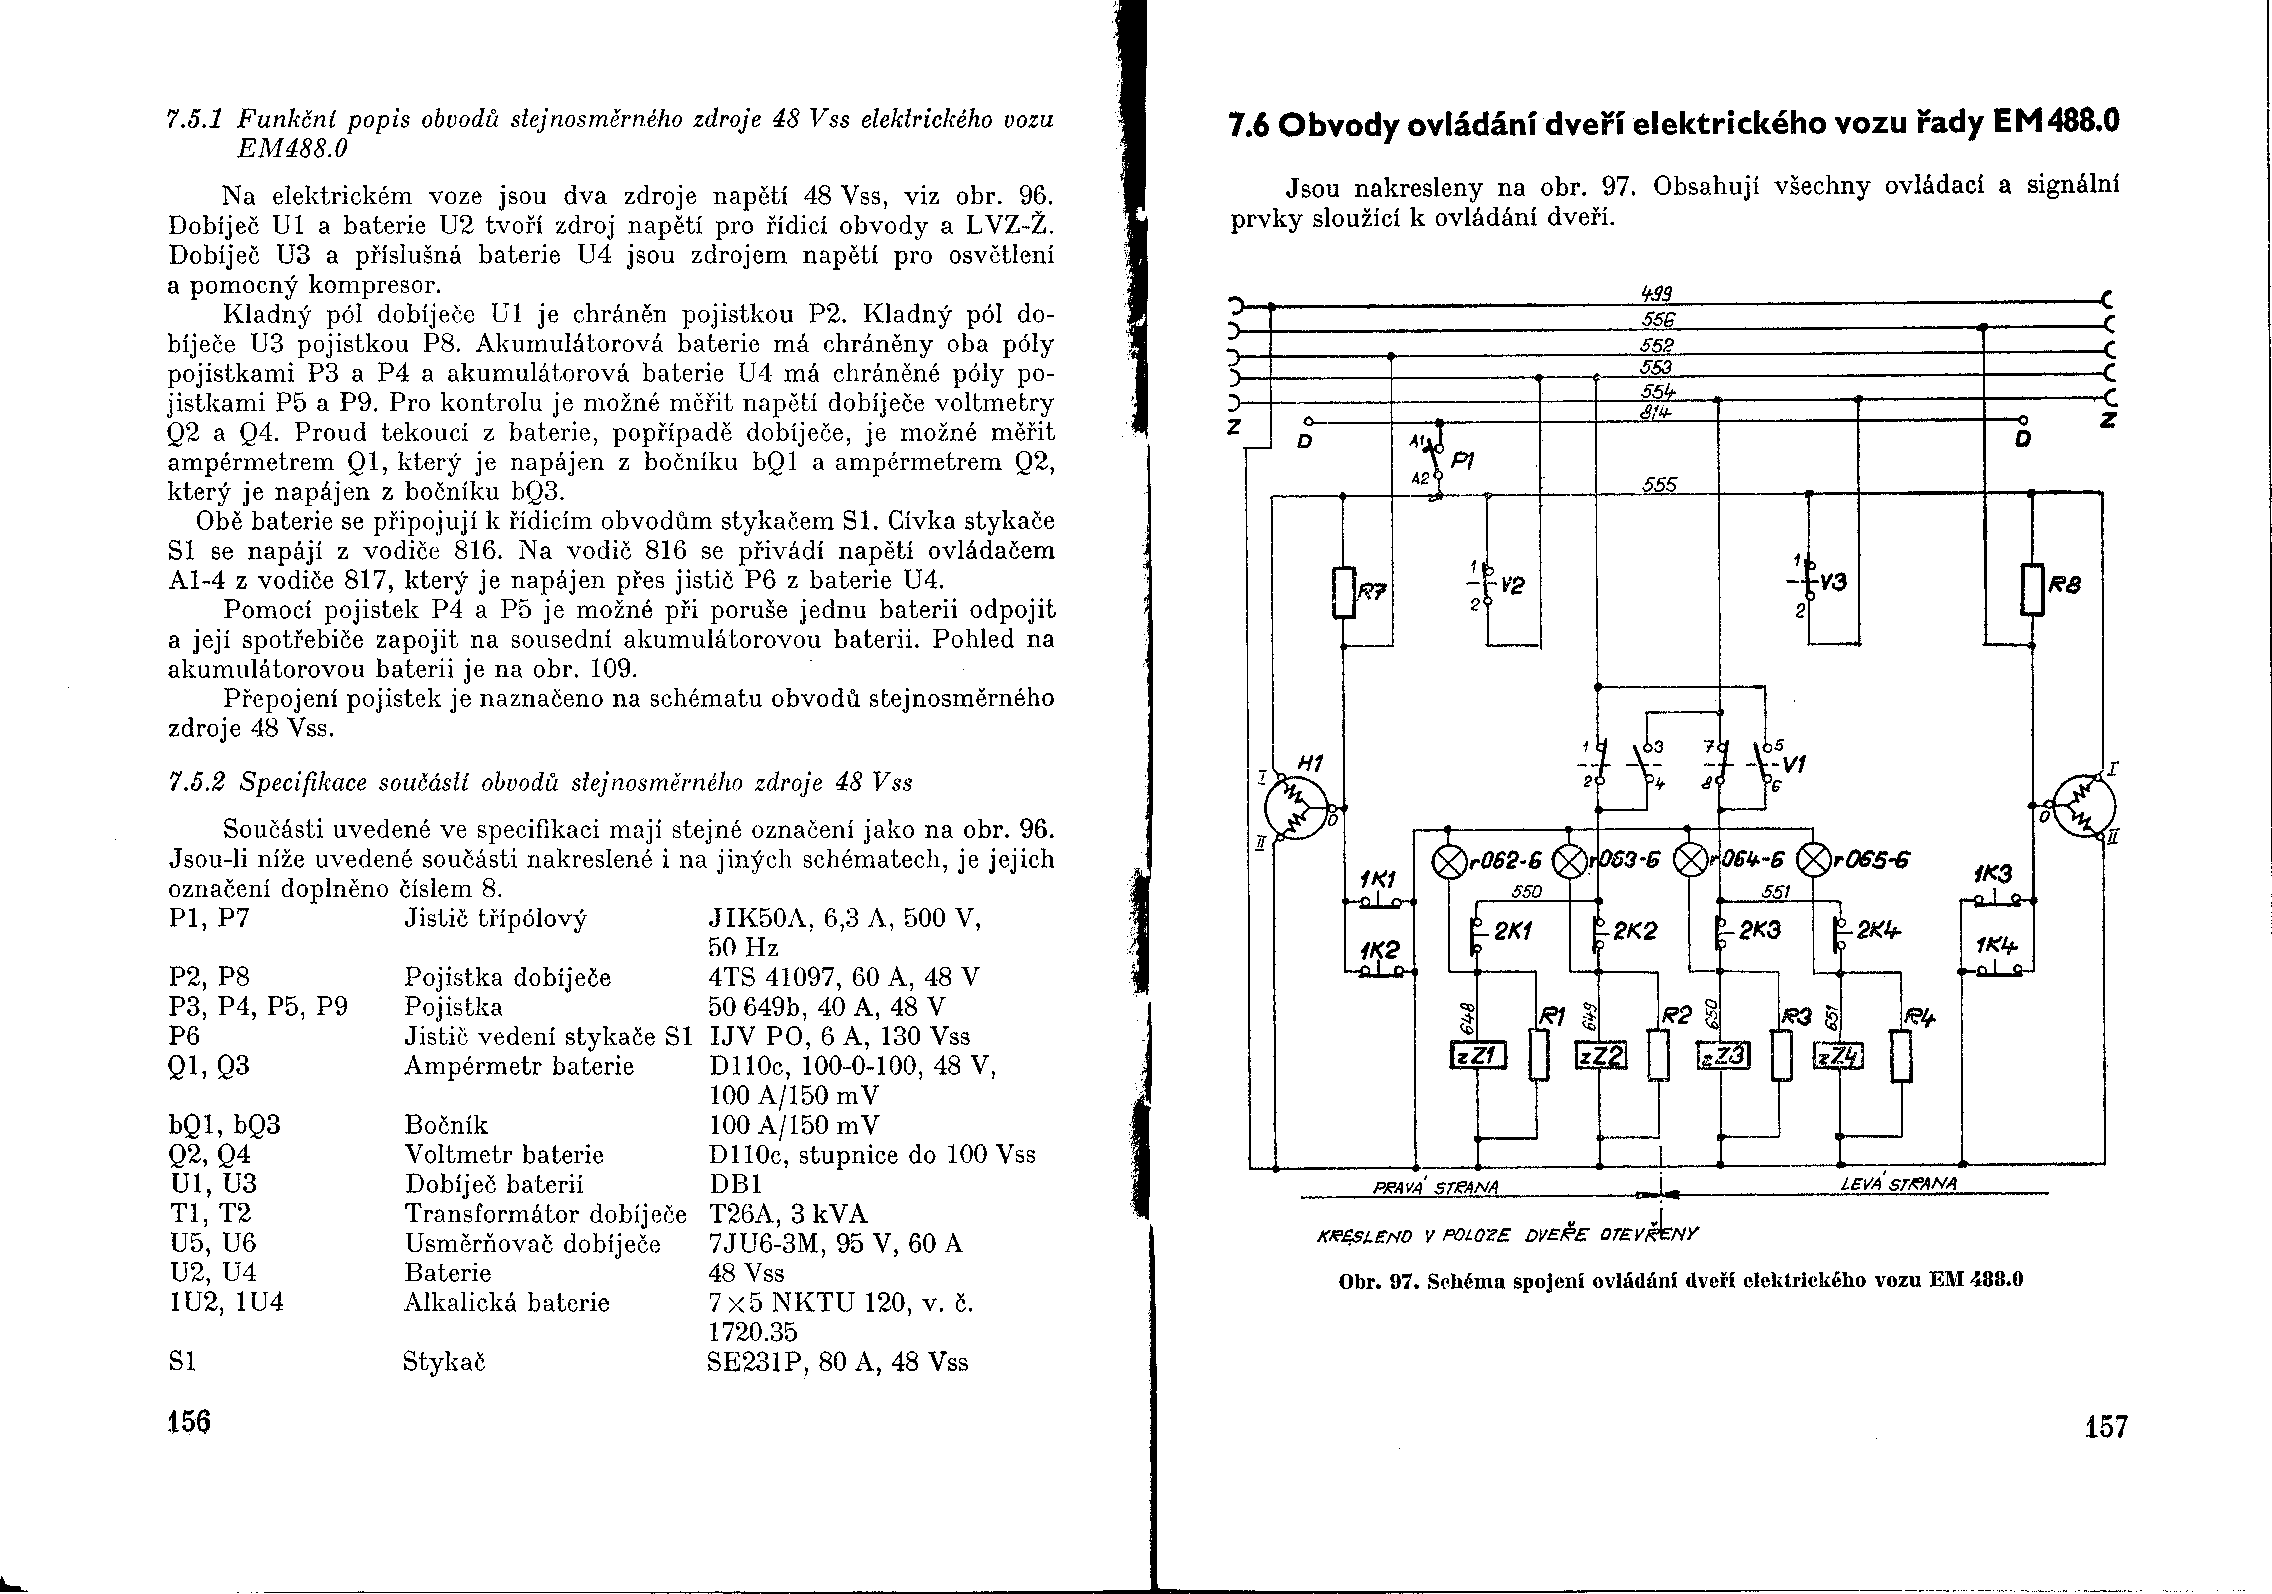 7.5.1 Funkční popis obvodů stejnosměrného zdroje 48 Vss elektrického vozu
EM488.0
Na elektrickém voze jsou dva zdroje napětí 48 Vss, viz obr. 96.
Dobíječ U1 a baterie U2 tvoří zdroj napětí pro řídicí obvody a LVZ-Ž.
Dobíječ U3 a příslušná baterie U4 jsou zdrojem napětí pro osvětlení
a pomocný kompresor.
Kladný pól dobíječe U1 je chráněn pojistkou P2. Kladný pól do-
bíječe U3 pojistkou P8. Akumulátorová baterie má chráněny oba póly
pojistkami P3 a P4 a akumulátorová baterie U4 má chráněné póly po-
jistkami P5 a P9. Pro kontrolu je možné měřit napětí dobíječe voltmetry
Q2 a Q4. Proud tekoucí z baterie, popřípadě dobíječe, je možné měřit
ampérmetrem Q1, který je napájen z bočníku bQ1 a ampérmetrem Q2,
který je napájen z bočníku bQ3.
Obě baterie se připojují k řídicím obvodům stykačem S1. Cívka stykače
S1 se napájí z vodiče 816. Na vodič 816 se přivádí napětí ovládačem
A1-4 z vodiče 817, který je napájen přes jistič P6 z baterie U4.
Pomocí pojistek P4 a P5 je možné při poruše jednu baterii odpojit
a její spotřebiče zapojit na sousední akumulátorovou baterii. Pohled na
akumulátorovou baterii je na obr. 109.
Přepojení pojistek je naznačeno na schématu obvodů stejnosměrného
zdroje 48 Vss.
7.5.2 Specifikace součástí obvodů stejnosměrného zdroje 48 Vss
Součásti uvedené ve specifikaci mají stejné označení jako na obr. 96.
Jsou-li níže uvedené součásti nakreslené i na jiných schématech, je jejich
označení doplněno číslem 8.
P1, P7 Jistič třípólový JIK50A, 6,3 A, 500 V,
50 Hz
P2, P8 Pojistka dobíječe 4TS 41097, 60 A, 48 V
P3, P4, P5, P9 Pojistka 50 649b, 40 A, 48 V
P6 Jistič vedení stykače S1 IJV PO, 6 A, 130 Vss
Q1, Q3 Ampérmetr baterie D110c, 100-0-100, 48 V,
100 A/150 mV
bQ1, bQ3 Bočník 100 A/150 mV
Q2, Q4 Voltmetr baterie D110c, stupnice do 100 Vss
U1, U3 Dobíječ baterií DB1
T1, T2 Transformátor dobíječe T26A, 3 kVA
U5, U6 Usměrňovač dobíječe 7JU6-3M, 95 V, 60 A
U2, U4 Baterie 48 Vss
1U2, 1U4 Alkalická baterie 7×5 NKTU 120, v. č.
1720.35
S1 Stykač SE231P, 80 A, 48 Vss
156
7.6 Obvody ovládání dveří elektrického vozu řady EM 488.0
Jsou nakresleny na obr. 97. Obsahují všechny ovládací a signální
prvky sloužící k ovládání dveří.
499
556
552
553
554
814
Z D D Z
A1 P1
A2
555
1 1
R7 V2 V3 R8
2 2
H1 1 3 7 5 V1
2 4 8 6
I I
O O
II II
r062-6 r063-6 r064-6 r065-6
1K1 550 551 1K3
2K1 2K2 2K3 2K4
1K2 1K4
648 R1 649 R2 650 R3 651 R4
zZ1 zZ2 zZ3 zZ4
PRAVÁ STRANA LEVÁ STRANA
KRESLENO V POLOZE DVEŘE OTEVŘENY
Obr. 97. Schéma spojení ovládání dveří elektrického vozu EM 488.0
157